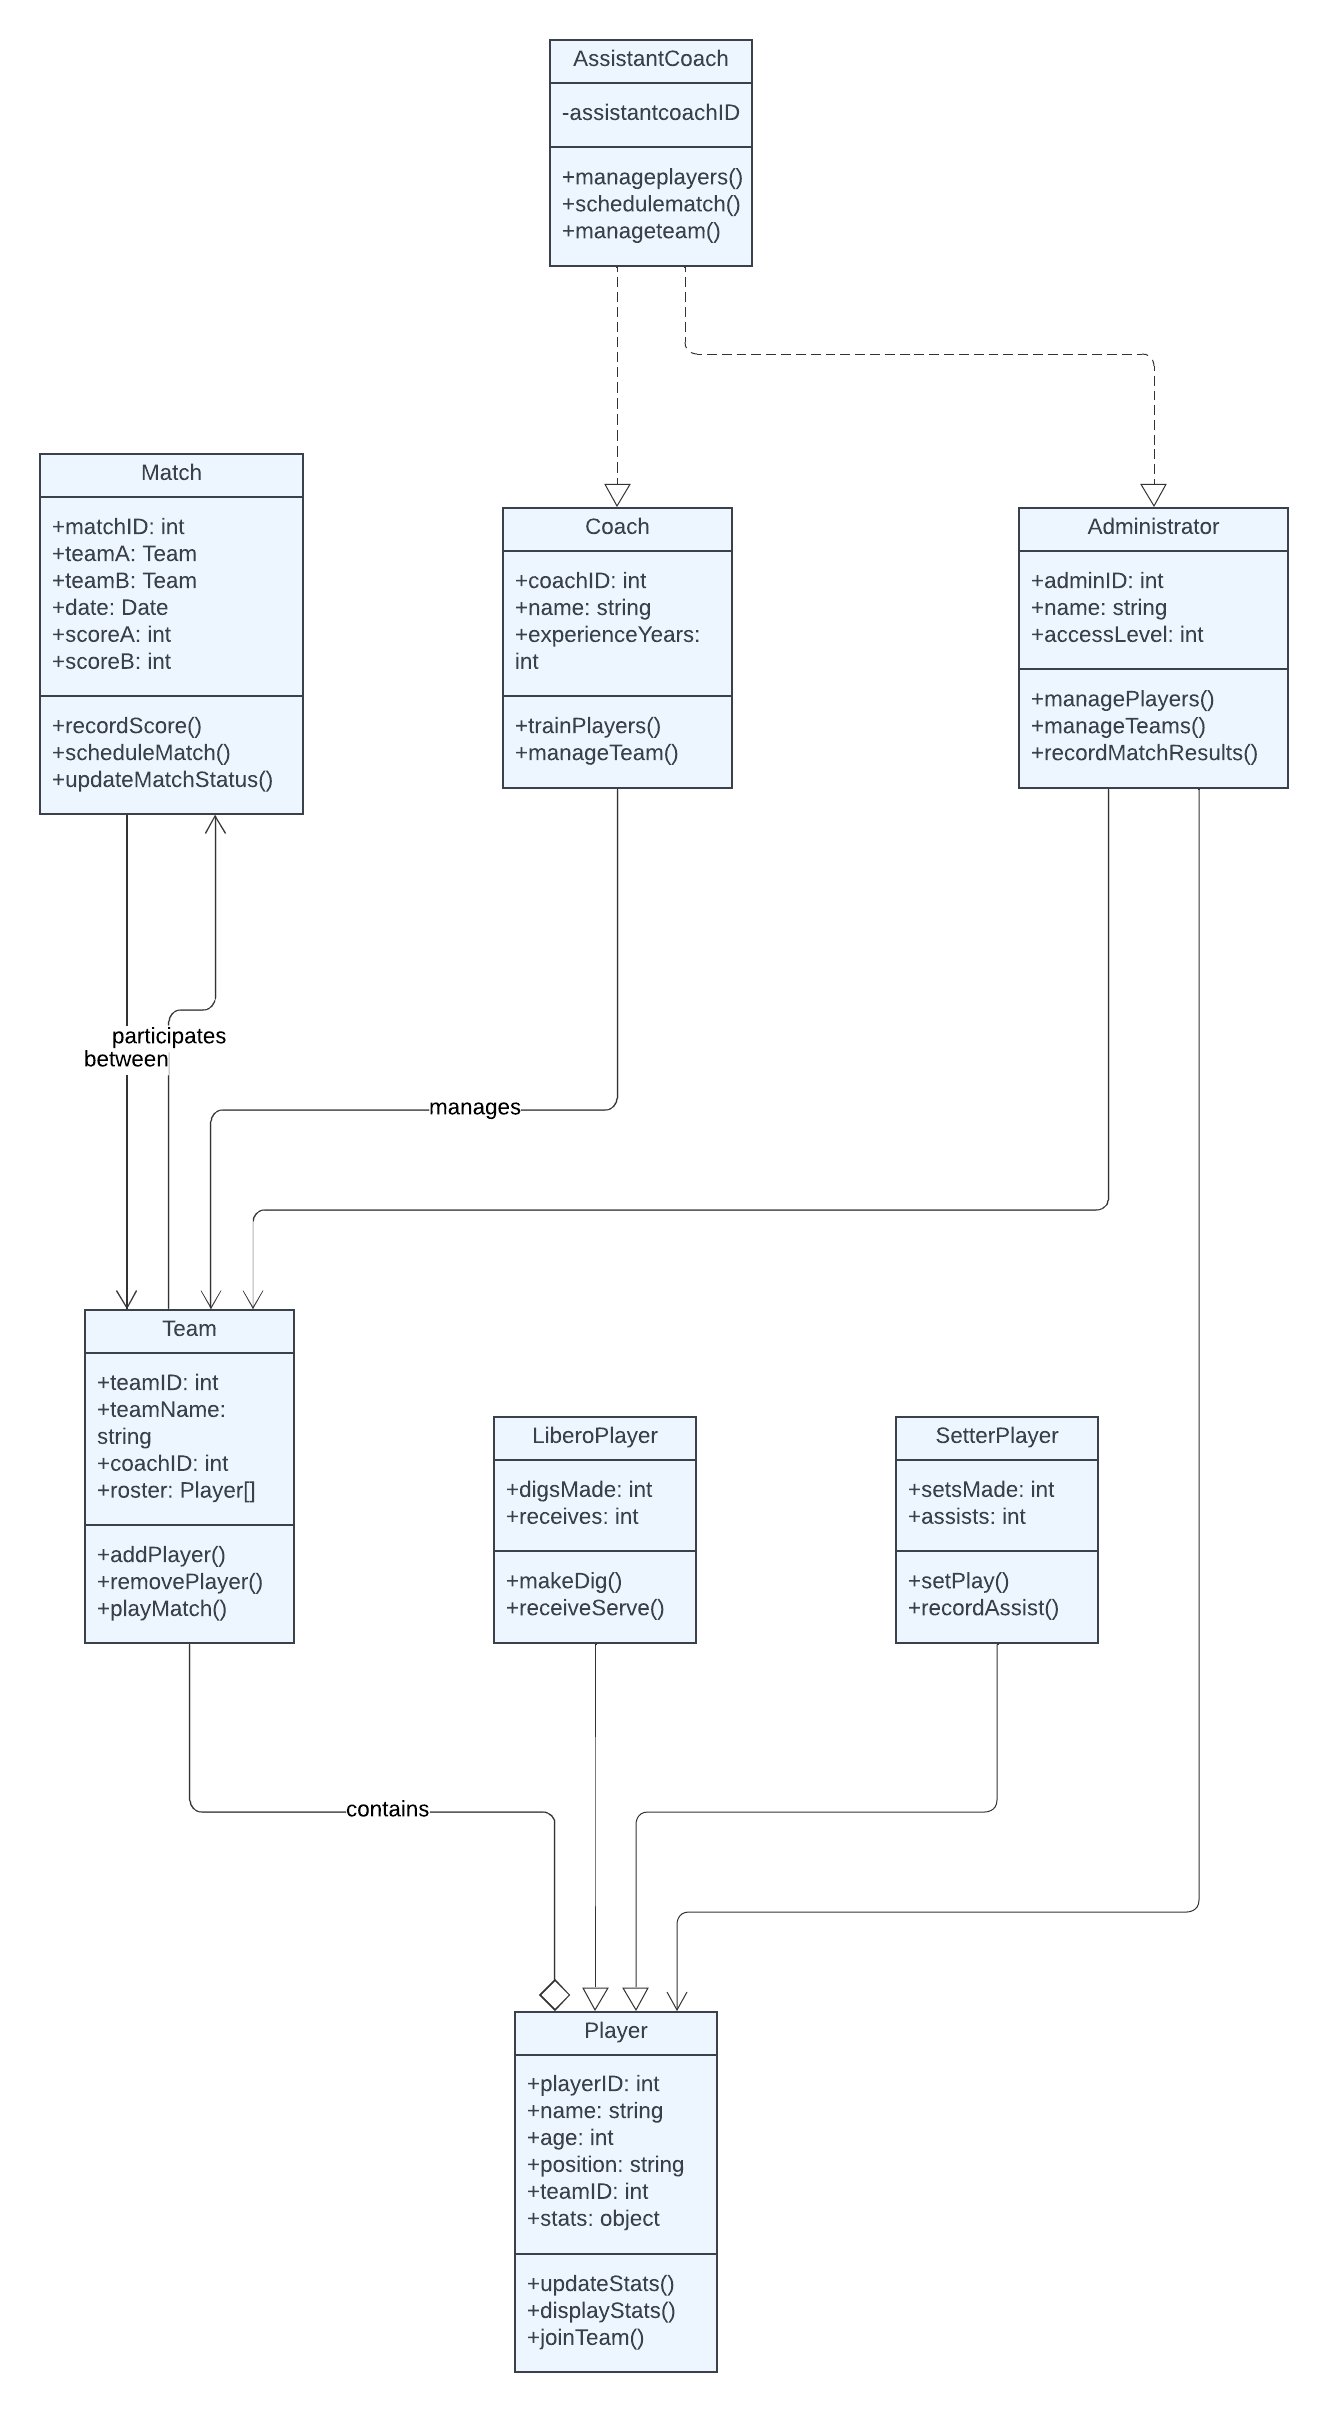 AssistantCoach
-assistantcoachID
+manageplayers()
+schedulematch()
+manageteam()
Match
+matchID: int
+teamA: Team
+teamB: Team
+date: Date
+scoreA: int
+scoreB: int
+recordScore()
+scheduleMatch()
+updateMatchStatus()
Coach
+coachID: int
+name: string
+experienceYears:
int
+trainPlayers()
+manageTeam()
Administrator
+adminID: int
+name: string
+accessLevel: int
+managePlayers()
+manageTeams()
+recordMatchResults()
participates
between
manages
Team
+teamID: int
+teamName:
string
+coachID: int
+roster: Player[]
+addPlayer()
+removePlayer()
+playMatch()
LiberoPlayer
+digsMade: int
+receives: int
+makeDig()
+receiveServe()
SetterPlayer
+setsMade: int
+assists: int
+setPlay()
+recordAssist()
contains
Player
+playerID: int
+name: string
+age: int
+position: string
+teamID: int
+stats: object
+updateStats()
+displayStats()
+joinTeam()